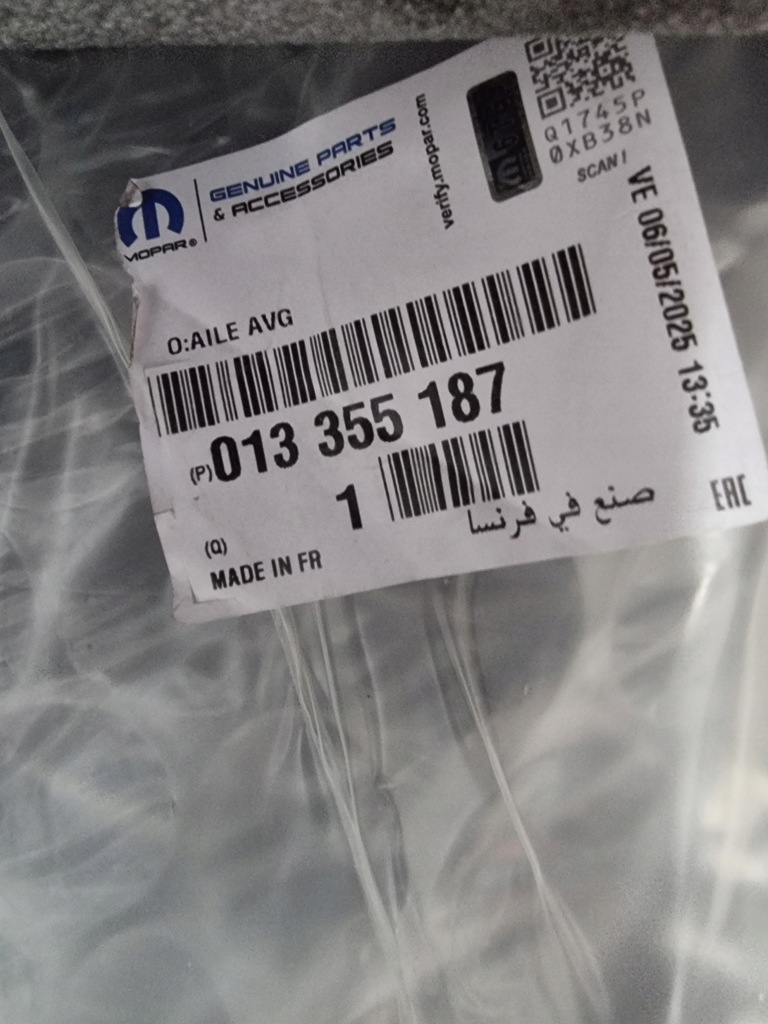 Q1745P
0XB38N
SCAN!
verify.mopar.com
GENUINE PARTS
& ACCESSORIES
MOPAR®
VE 06/05/2025 13:35
O:AILE AVG
(P) 013 355 187
(Q) 1
صنع في فرنسا
EAC
MADE IN FR